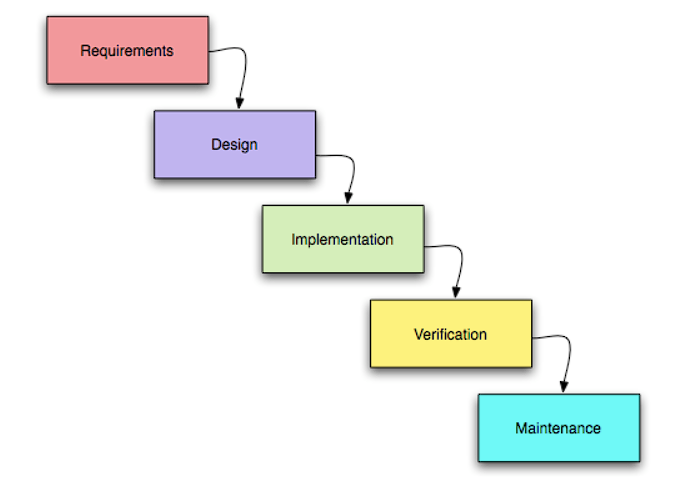 Requirements
Design
Implementation
Verification
Maintenance